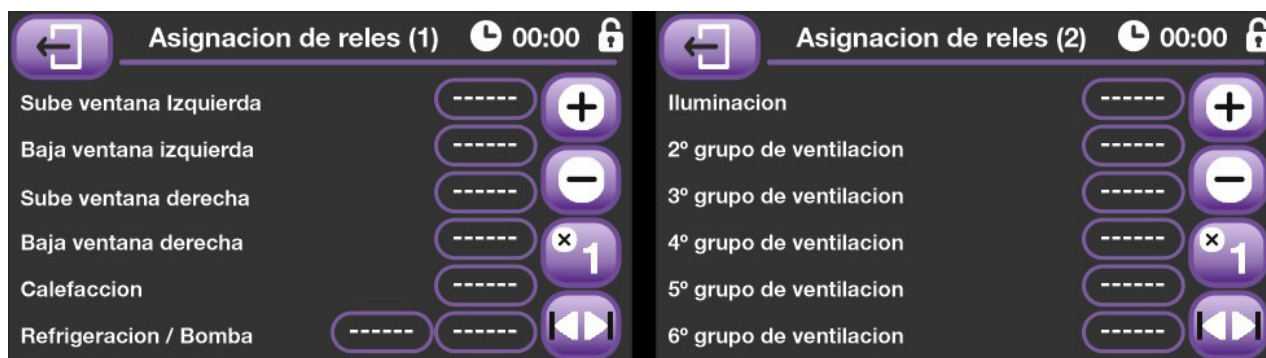 Asignacion de reles (1) 00:00
Sube ventana Izquierda ------
Baja ventana izquierda ------
Sube ventana derecha ------
Baja ventana derecha ------
Calefaccion ------
Refrigeracion / Bomba ------ ------
+
−
×1
Asignacion de reles (2) 00:00
Iluminacion ------
2º grupo de ventilacion ------
3º grupo de ventilacion ------
4º grupo de ventilacion ------
5º grupo de ventilacion ------
6º grupo de ventilacion ------
+
−
×1